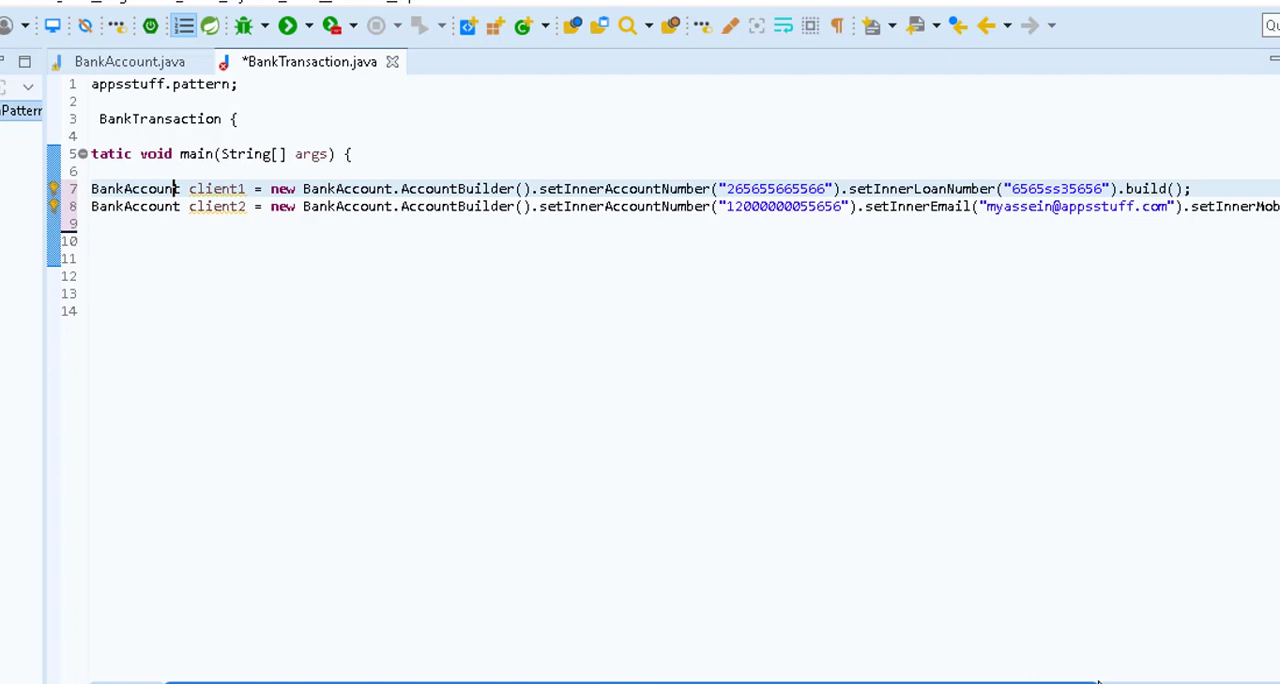 Qu
BankAccount.java
*BankTransaction.java
Pattern
1 appsstuff.pattern;
2
3 BankTransaction {
4
5 tatic void main(String[] args) {
6
7 BankAccount client1 = new BankAccount.AccountBuilder().setInnerAccountNumber("265655665566").setInnerLoanNumber("6565ss35656").build();
8 BankAccount client2 = new BankAccount.AccountBuilder().setInnerAccountNumber("12000000055656").setInnerEmail("myassein@appsstuff.com").setInnerMob
9
10
11
12
13
14